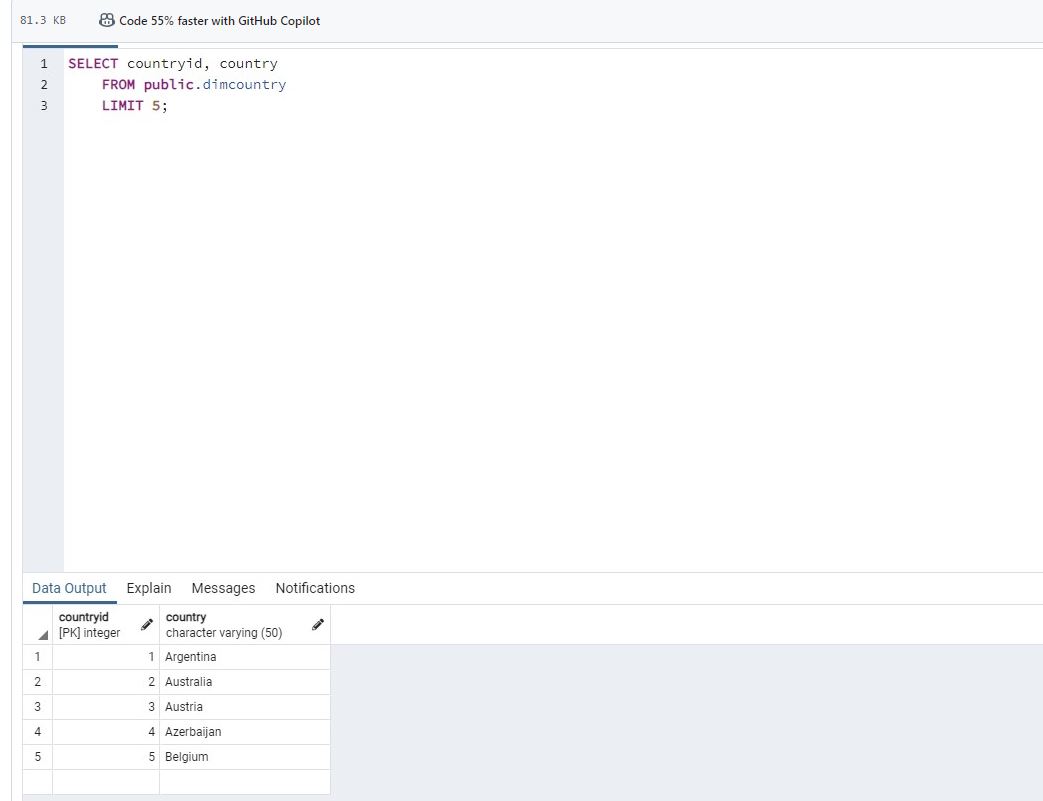 81.3 KB Code 55% faster with GitHub Copilot
1 SELECT countryid, country
2 FROM public.dimcountry
3 LIMIT 5;
Data Output Explain Messages Notifications
countryid country
[PK] integer character varying (50)
1 1 Argentina
2 2 Australia
3 3 Austria
4 4 Azerbaijan
5 5 Belgium